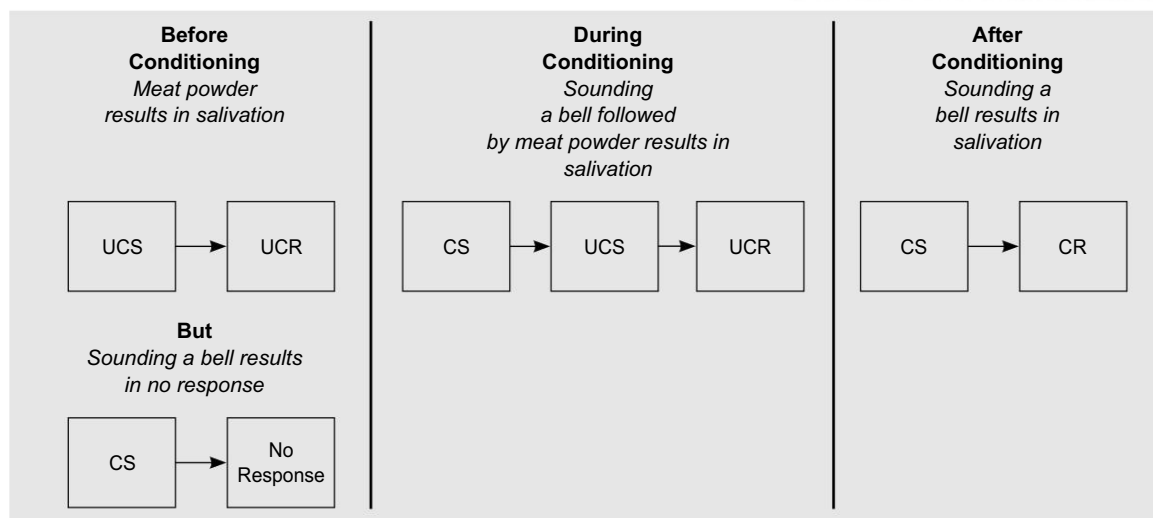 Before
Conditioning
Meat powder
results in salivation
UCS
UCR
But
Sounding a bell results
in no response
CS
No
Response
During
Conditioning
Sounding
a bell followed
by meat powder results in
salivation
CS
UCS
UCR
After
Conditioning
Sounding a
bell results in
salivation
CS
CR